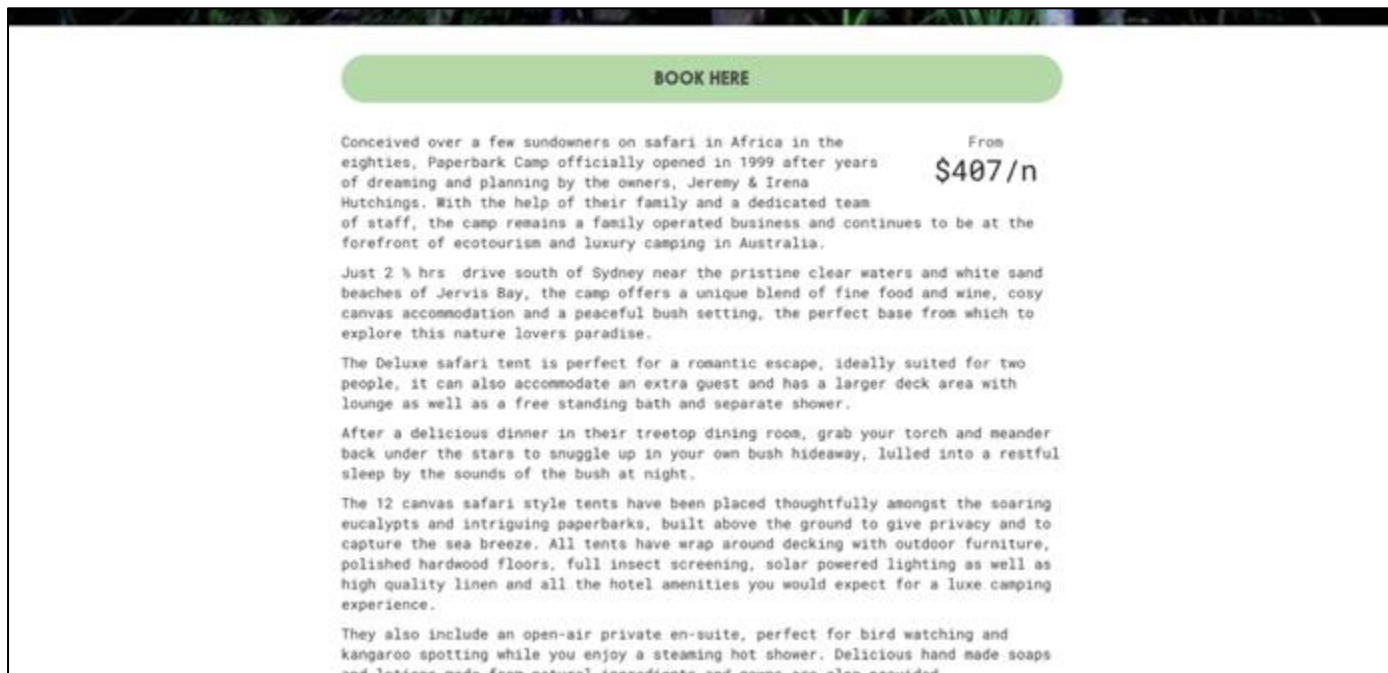 BOOK HERE
Conceived over a few sundowners on safari in Africa in the
eighties, Paperbark Camp officially opened in 1999 after years
of dreaming and planning by the owners, Jeremy & Irena
Hutchings. With the help of their family and a dedicated team
of staff, the camp remains a family operated business and continues to be at the
forefront of ecotourism and luxury camping in Australia.
From
$407/n
Just 2 ½ hrs  drive south of Sydney near the pristine clear waters and white sand
beaches of Jervis Bay, the camp offers a unique blend of fine food and wine, cosy
canvas accommodation and a peaceful bush setting, the perfect base from which to
explore this nature lovers paradise.
The Deluxe safari tent is perfect for a romantic escape, ideally suited for two
people, it can also accommodate an extra guest and has a larger deck area with
lounge as well as a free standing bath and separate shower.
After a delicious dinner in their treetop dining room, grab your torch and meander
back under the stars to snuggle up in your own bush hideaway, lulled into a restful
sleep by the sounds of the bush at night.
The 12 canvas safari style tents have been placed thoughtfully amongst the soaring
eucalypts and intriguing paperbarks, built above the ground to give privacy and to
capture the sea breeze. All tents have wrap around decking with outdoor furniture,
polished hardwood floors, full insect screening, solar powered lighting as well as
high quality linen and all the hotel amenities you would expect for a luxe camping
experience.
They also include an open-air private en-suite, perfect for bird watching and
kangaroo spotting while you enjoy a steaming hot shower. Delicious hand made soaps
and lotions made from natural ingredients and gowns are also provided